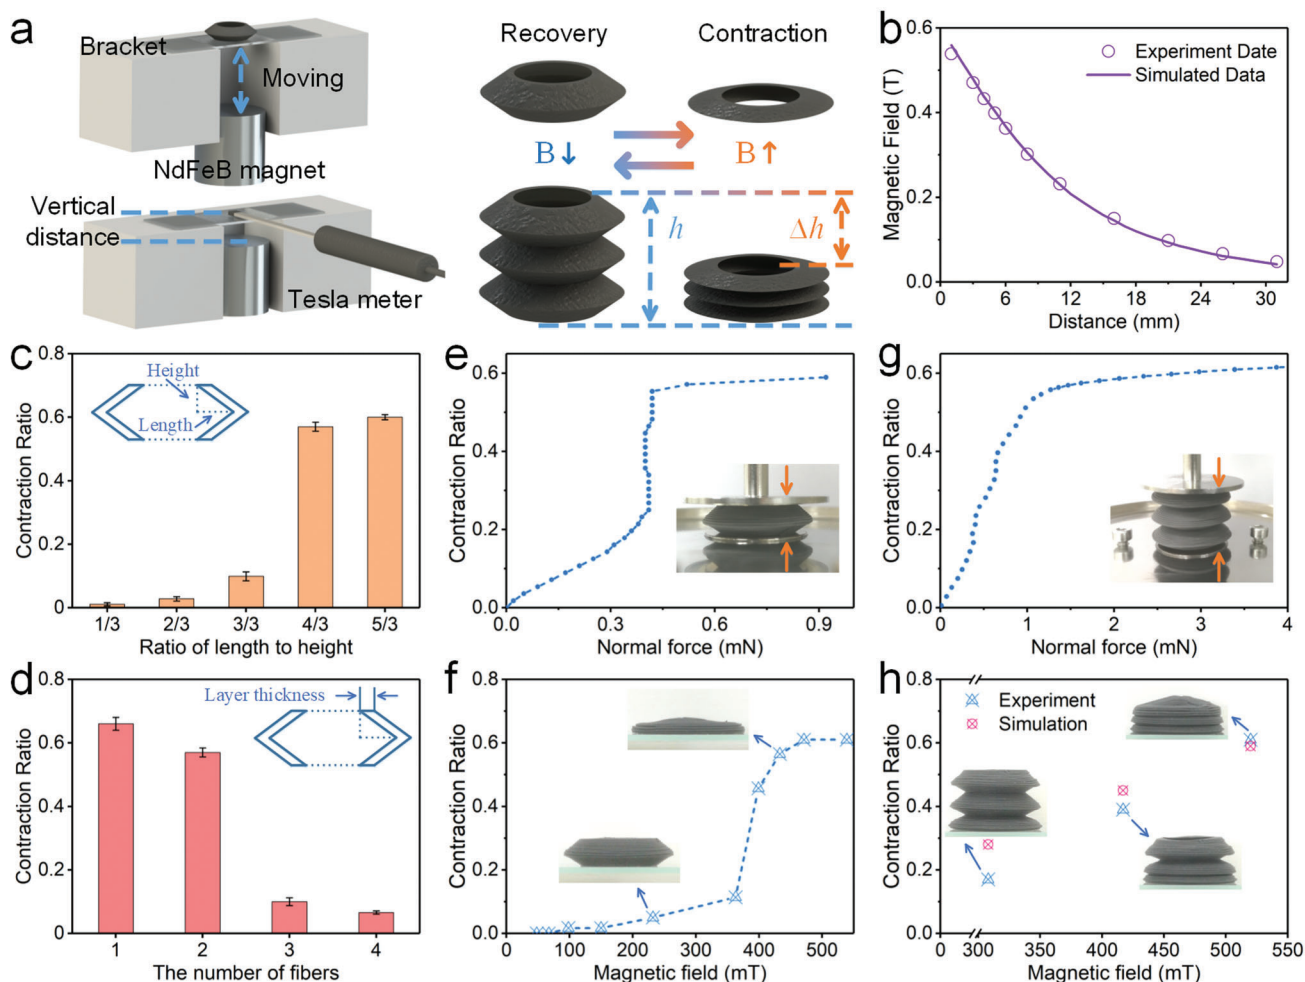 a
Bracket
Moving
NdFeB magnet
Vertical
distance
Tesla meter
Recovery
Contraction
B↓
B↑
h
Δh
b
Magnetic Field (T)
0.6
0.4
0.2
0.0
Experiment Date
Simulated Data
0 6 12 18 24 30
Distance (mm)
c
Contraction Ratio
0.8
0.6
0.4
0.2
0
Height
Length
1/3 2/3 3/3 4/3 5/3
Ratio of length to height
e
Contraction Ratio
0.6
0.4
0.2
0.0
0.0 0.3 0.6 0.9
Normal force (mN)
g
Contraction Ratio
0.6
0.4
0.2
0.0
0 1 2 3 4
Normal force (mN)
d
Contraction Ratio
0.8
0.6
0.4
0.2
0
Layer thickness
1 2 3 4
The number of fibers
f
Contraction Ratio
0.8
0.6
0.4
0.2
0
0 100 200 300 400 500
Magnetic field (mT)
h
Contraction Ratio
0.8
0.6
0.4
0.2
0
Experiment
Simulation
0 300 350 400 450 500 550
Magnetic field (mT)